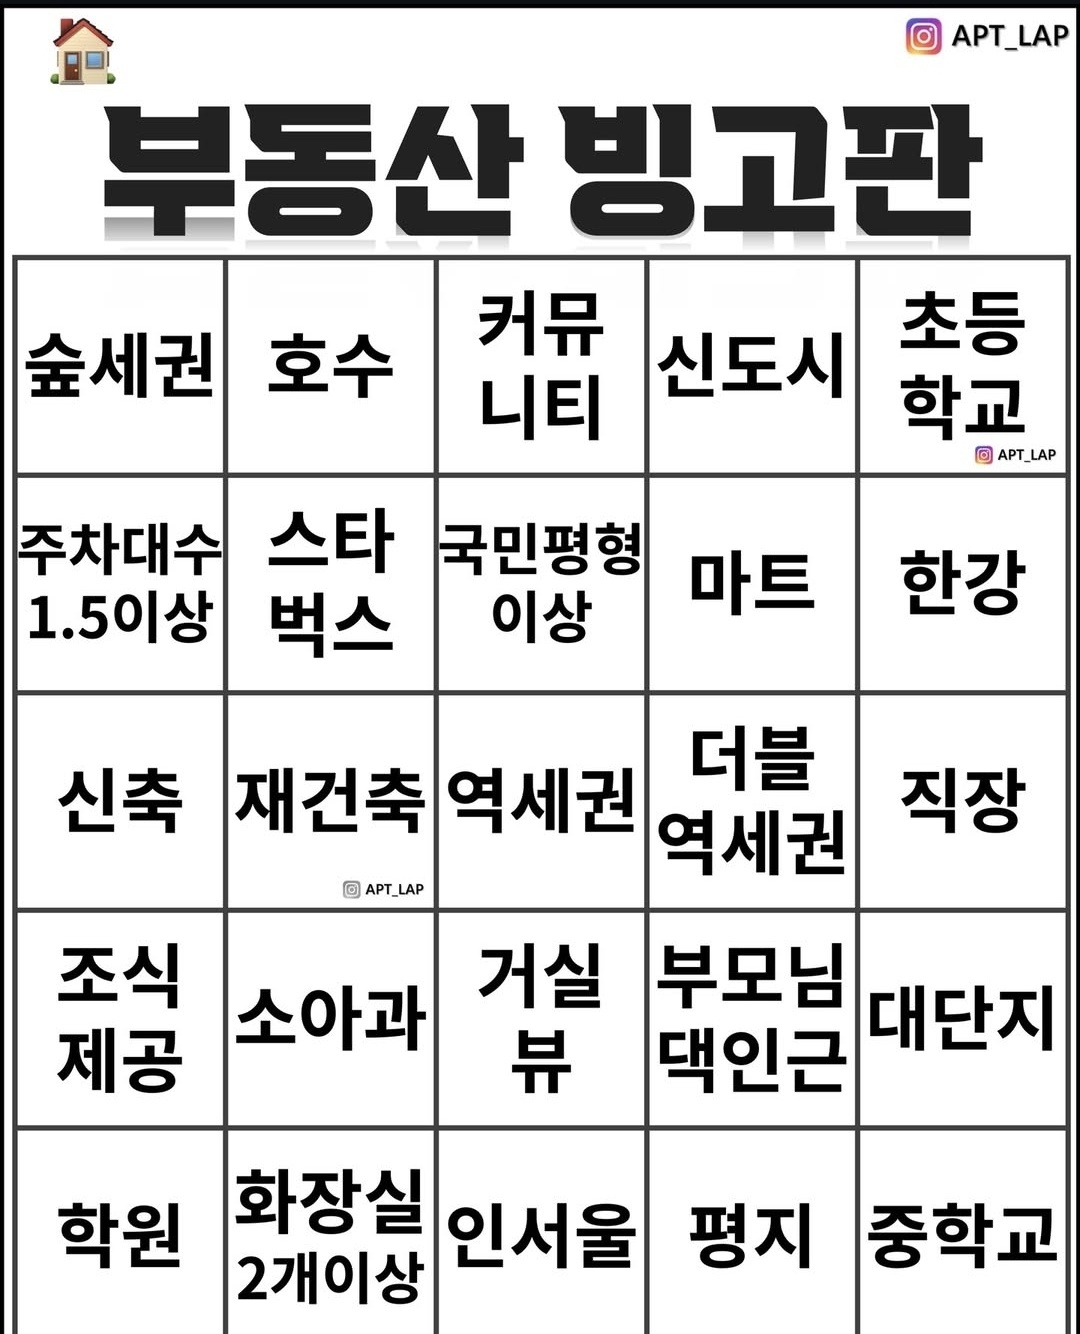 APT_LAP
부동산 빙고판
숲세권
호수
커뮤
니티
신도시
초등
학교
APT_LAP
주차대수
1.5이상
스타
벅스
국민평형
이상
마트
한강
신축
재건축
APT_LAP
역세권
더블
역세권
직장
조식
제공
소아과
거실
뷰
부모님
댁인근
대단지
학원
화장실
2개이상
인서울
평지
중학교